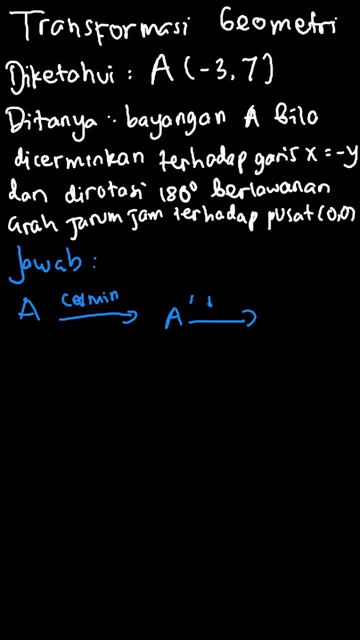 Transformasi Geometri
Diketahui : A (-3, 7)
Ditanya : bayangan A bila
dicerminkan terhadap garis x = -y
dan dirotasi 180° berlawanan
arah jarum jam terhadap pusat (0,0)
Jawab :
A cermin → A' →